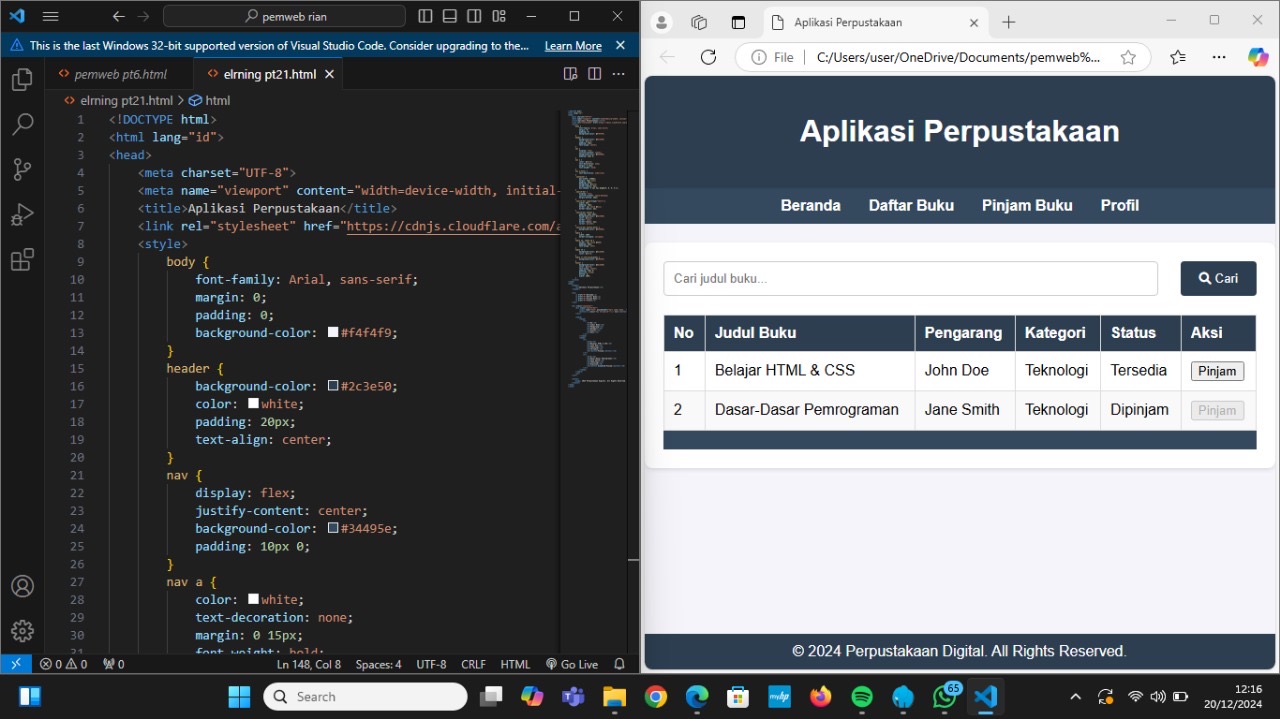 pemweb rian
This is the last Windows 32-bit supported version of Visual Studio Code. Consider upgrading to the... Learn More
pemweb pt6.html
elrning pt21.html
elrning pt21.html > html
1 <!DOCTYPE html>
2 <html lang="id">
3 <head>
4 <meta charset="UTF-8">
5 <meta name="viewport" content="width=device-width, initial-
6 <title>Aplikasi Perpustakaan</title>
7 <link rel="stylesheet" href="https://cdnjs.cloudflare.com/a
8 <style>
9 body {
10 font-family: Arial, sans-serif;
11 margin: 0;
12 padding: 0;
13 background-color: #f4f4f9;
14 }
15 header {
16 background-color: #2c3e50;
17 color: white;
18 padding: 20px;
19 text-align: center;
20 }
21 nav {
22 display: flex;
23 justify-content: center;
24 background-color: #34495e;
25 padding: 10px 0;
26 }
27 nav a {
28 color: white;
29 text-decoration: none;
30 margin: 0 15px;
31 font-weight: bold;
0 0 0 Ln 148, Col 8 Spaces: 4 UTF-8 CRLF HTML Go Live
Aplikasi Perpustakaan
File C:/Users/user/OneDrive/Documents/pemweb%...
Aplikasi Perpustakaan
Beranda Daftar Buku Pinjam Buku Profil
Cari judul buku... Cari
No Judul Buku Pengarang Kategori Status Aksi
1 Belajar HTML & CSS John Doe Teknologi Tersedia Pinjam
2 Dasar-Dasar Pemrograman Jane Smith Teknologi Dipinjam Pinjam
© 2024 Perpustakaan Digital. All Rights Reserved.
Search
myhp
65
12:16
20/12/2024